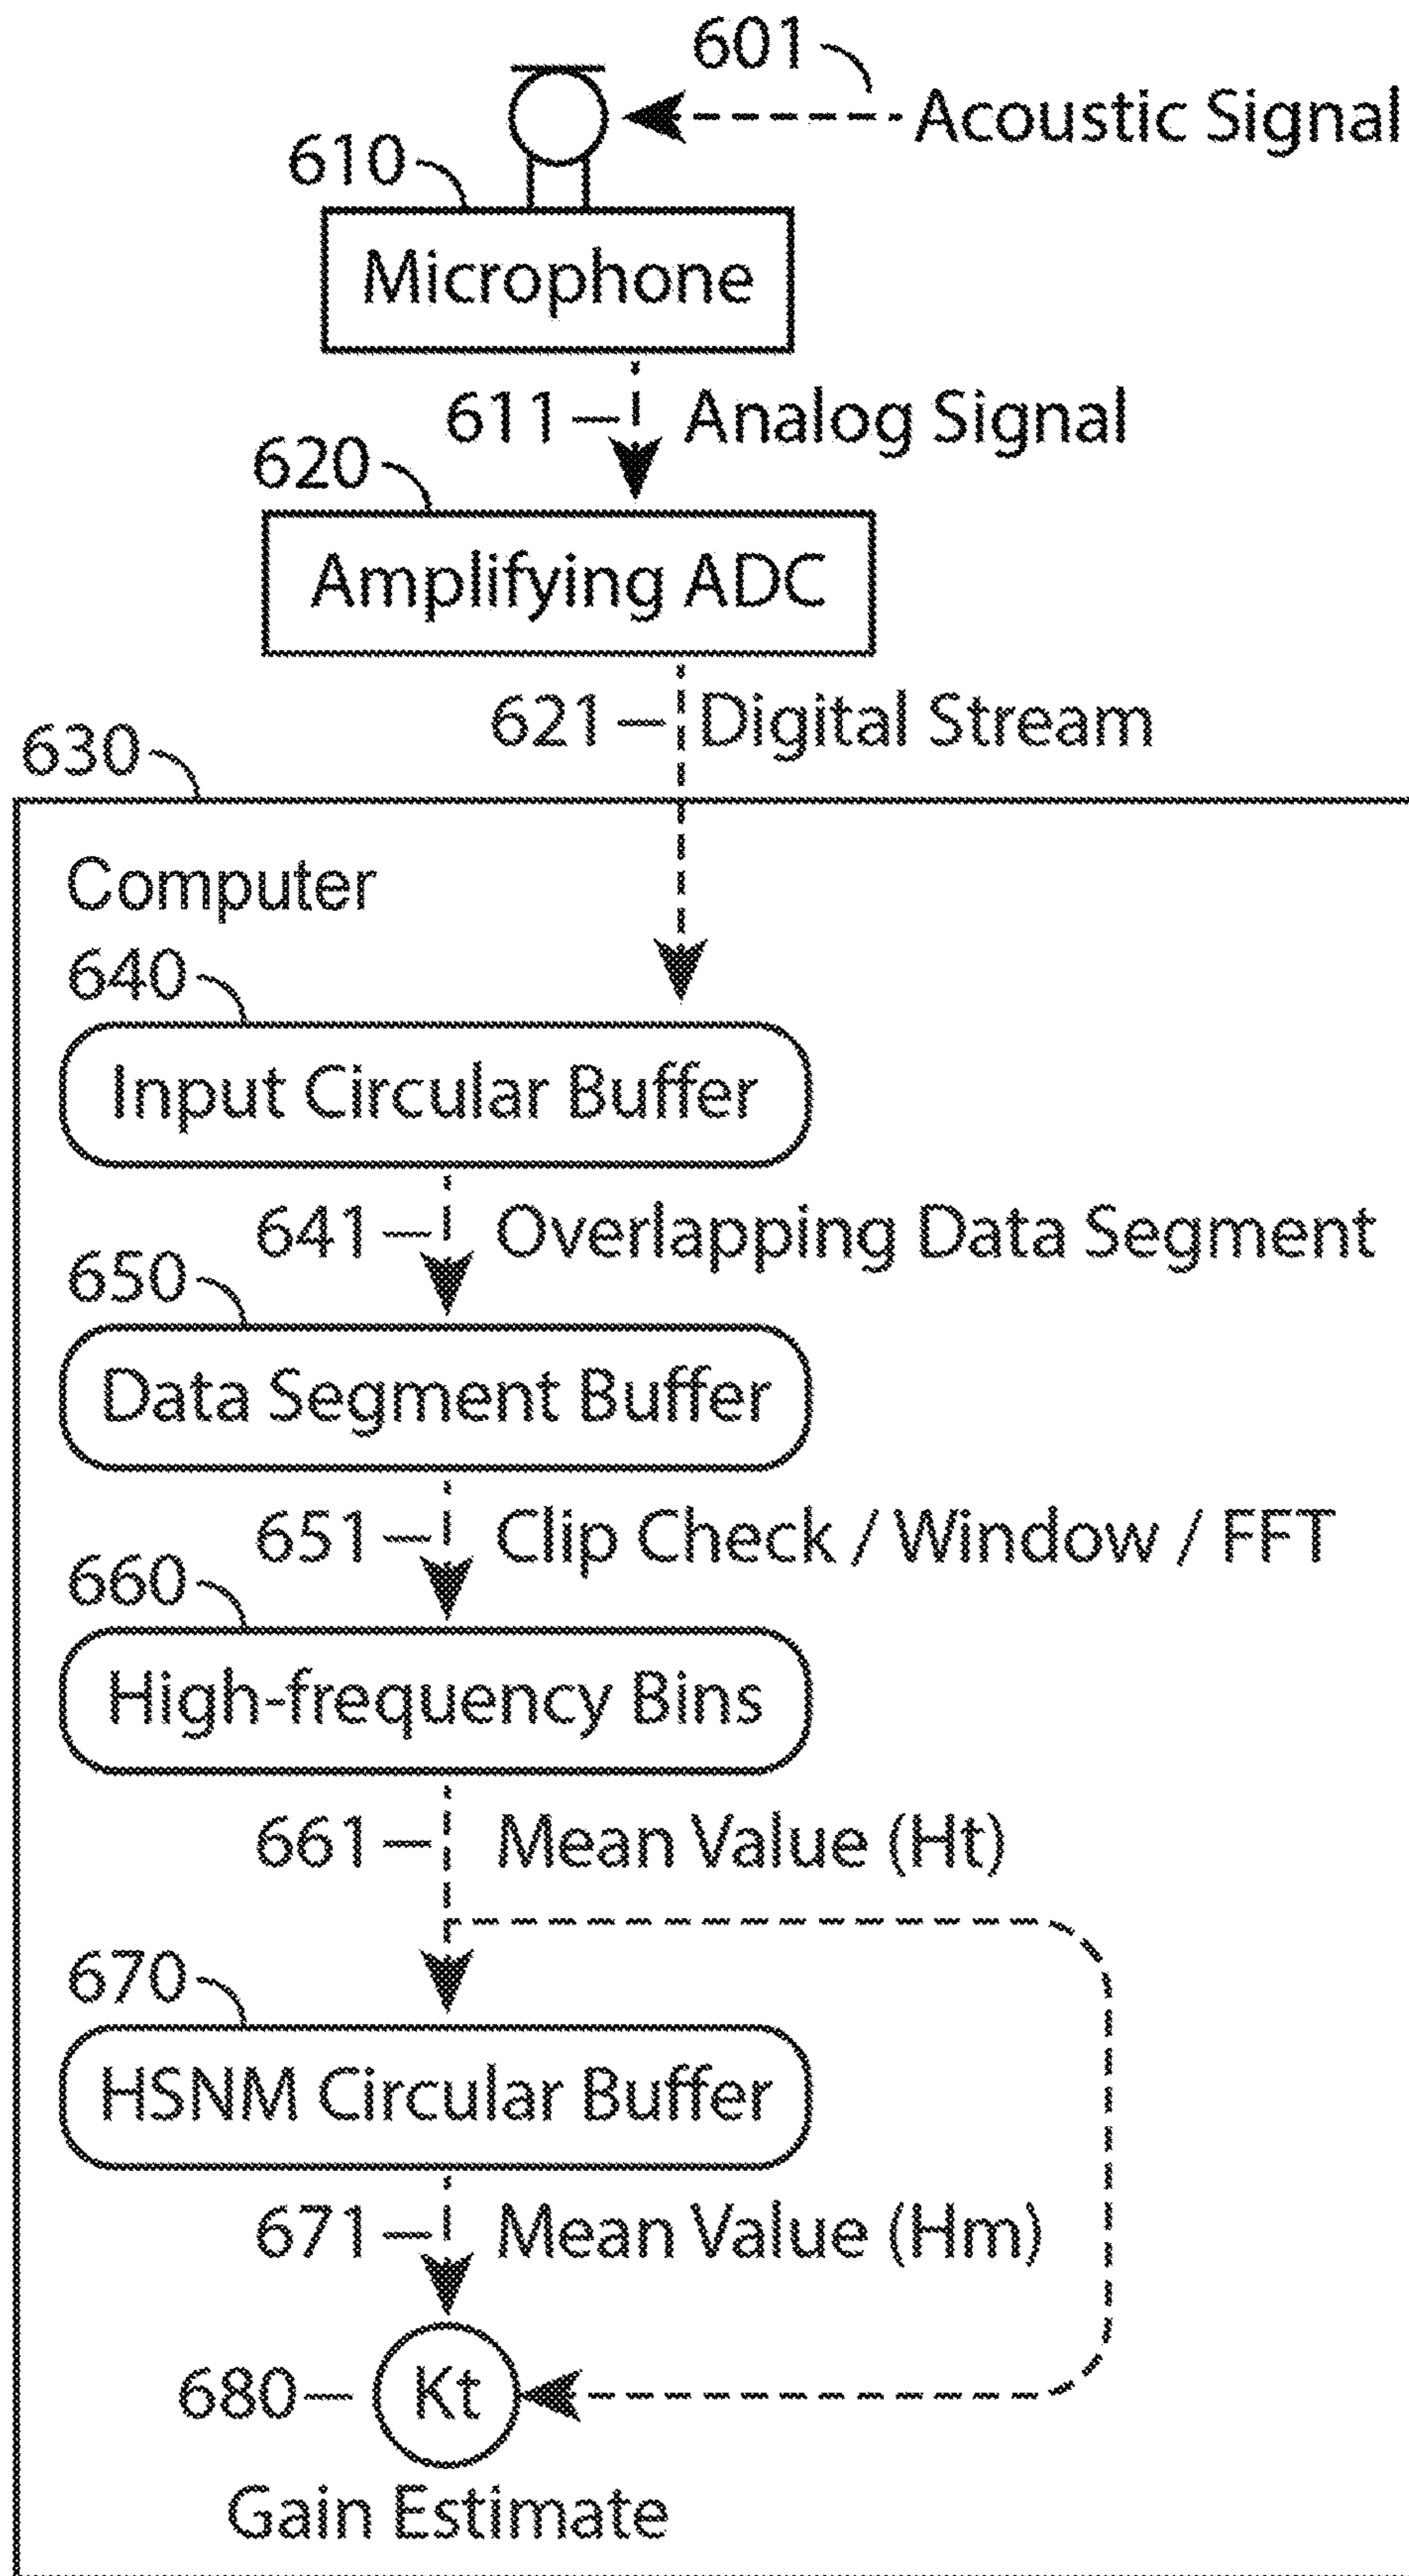 601
Acoustic Signal
610
Microphone
611
Analog Signal
620
Amplifying ADC
621
Digital Stream
630
Computer
640
Input Circular Buffer
641
Overlapping Data Segment
650
Data Segment Buffer
651
Clip Check / Window / FFT
660
High-frequency Bins
661
Mean Value (Ht)
670
HSNM Circular Buffer
671
Mean Value (Hm)
680
Kt
Gain Estimate